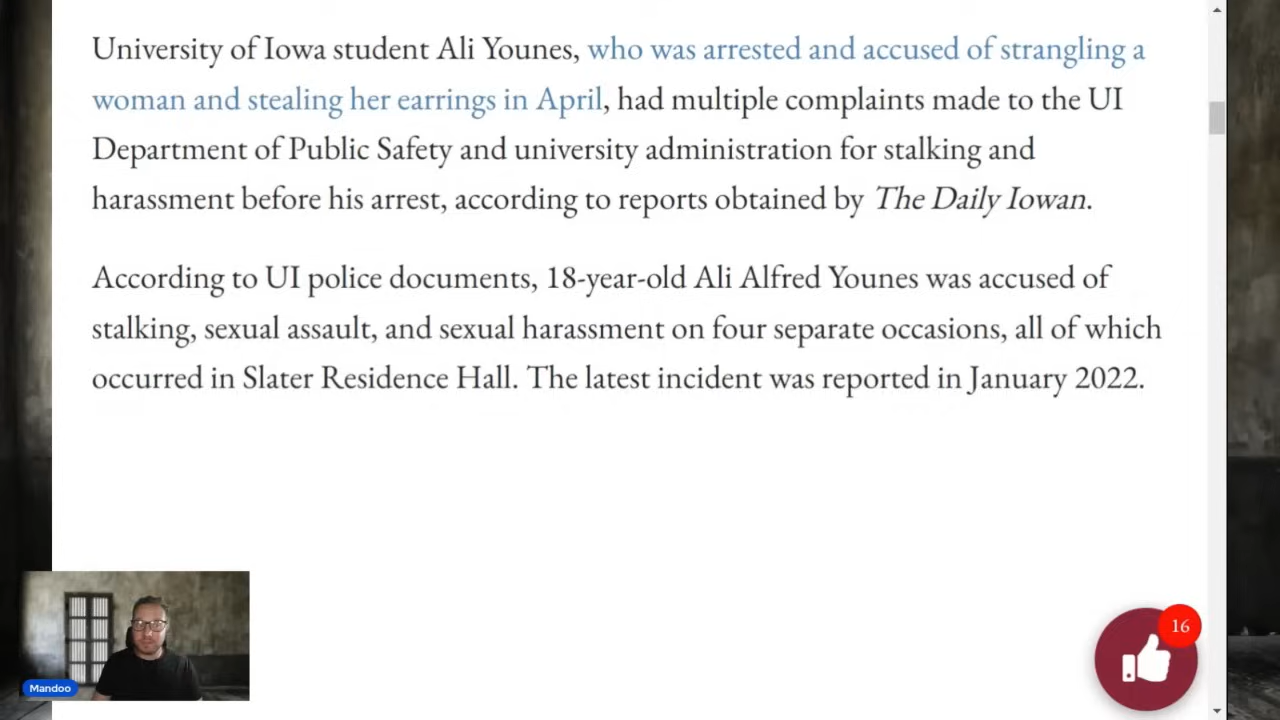 University of Iowa student Ali Younes, who was arrested and accused of strangling a
woman and stealing her earrings in April, had multiple complaints made to the UI
Department of Public Safety and university administration for stalking and
harassment before his arrest, according to reports obtained by The Daily Iowan.
According to UI police documents, 18-year-old Ali Alfred Younes was accused of
stalking, sexual assault, and sexual harassment on four separate occasions, all of which
occurred in Slater Residence Hall. The latest incident was reported in January 2022.
16
Mandoo